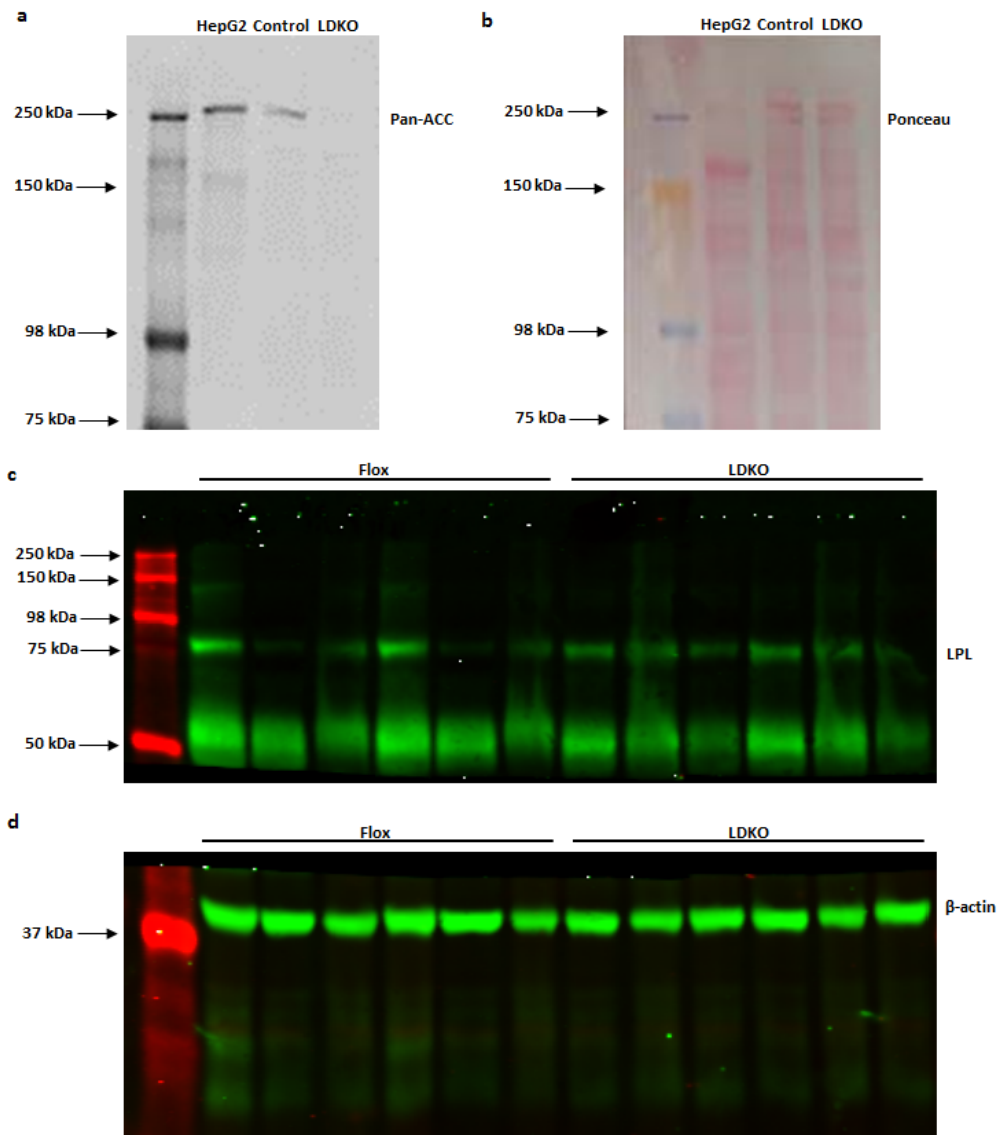 a
HepG2 Control LDKO
250 kDa
150 kDa
98 kDa
75 kDa
Pan-ACC
b
HepG2 Control LDKO
250 kDa
150 kDa
98 kDa
75 kDa
Ponceau
c
Flox
LDKO
250 kDa
150 kDa
98 kDa
75 kDa
50 kDa
LPL
d
Flox
LDKO
37 kDa
β-actin